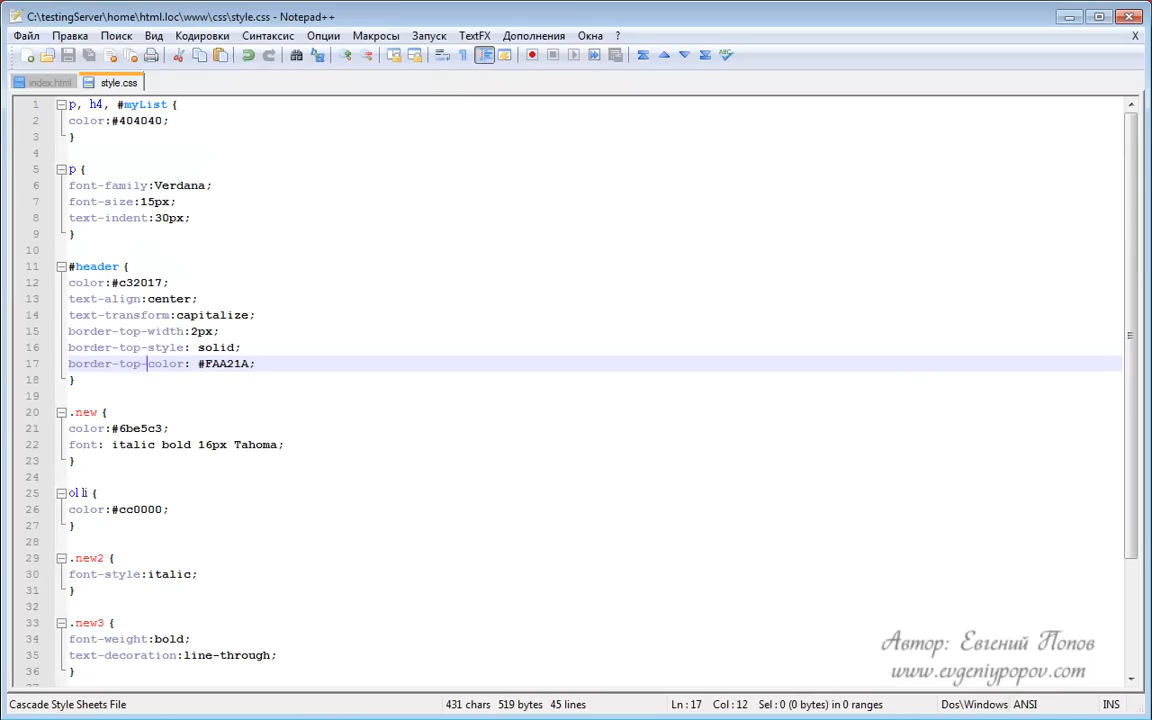 C:\testingServer\home\html.loc\www\css\style.css - Notepad++
Файл Правка Поиск Вид Кодировки Синтаксис Опции Макросы Запуск TextFX Дополнения Окна ? X
index.html style.css
1 p, h4, #myList {
2 color:#404040;
3 }
4
5 p {
6 font-family:Verdana;
7 font-size:15px;
8 text-indent:30px;
9 }
10
11 #header {
12 color:#c32017;
13 text-align:center;
14 text-transform:capitalize;
15 border-top-width:2px;
16 border-top-style: solid;
17 border-top-color: #FAA21A;
18 }
19
20 .new {
21 color:#6be5c3;
22 font: italic bold 16px Tahoma;
23 }
24
25 ol li {
26 color:#cc0000;
27 }
28
29 .new2 {
30 font-style:italic;
31 }
32
33 .new3 {
34 font-weight:bold;
35 text-decoration:line-through;
36 }
Автор: Евгений Попов
www.evgeniypopov.com
Cascade Style Sheets File 431 chars 519 bytes 45 lines Ln:17 Col:12 Sel:0 (0 bytes) in 0 ranges Dos\Windows ANSI INS